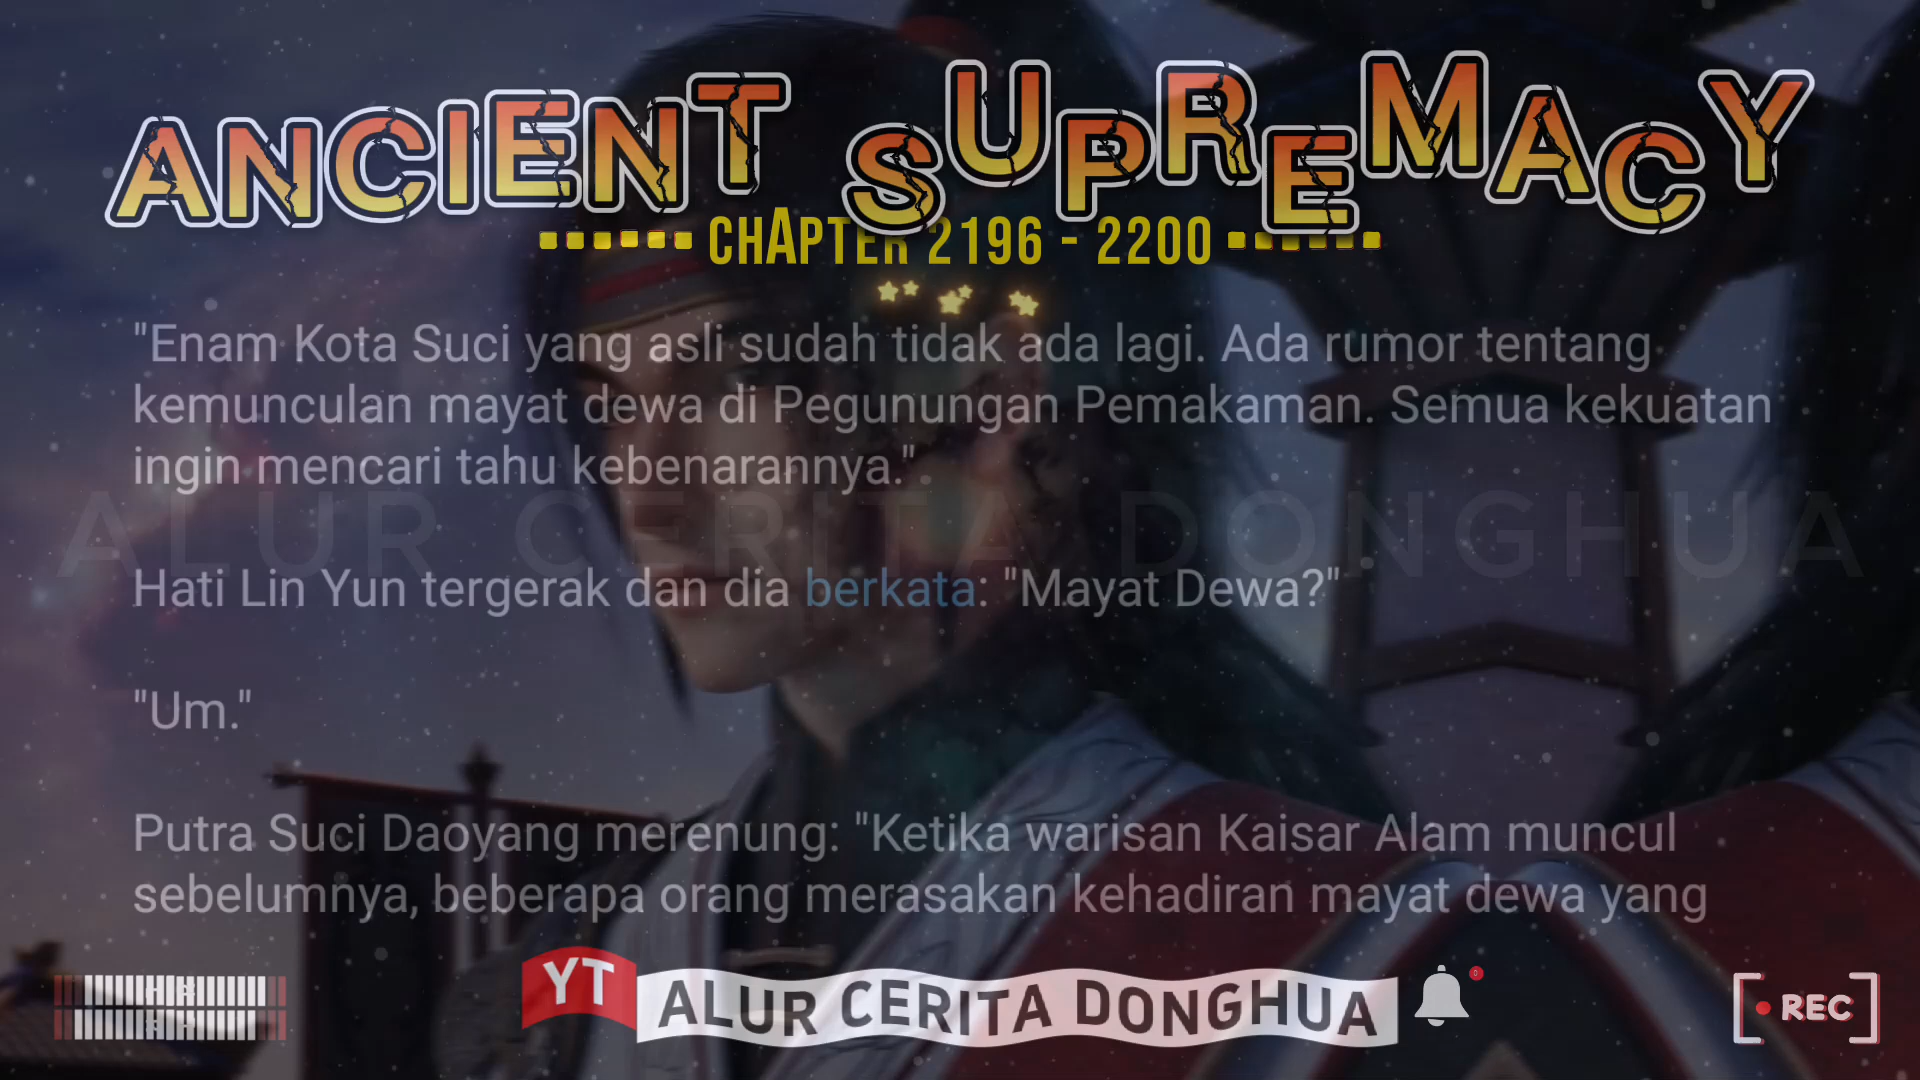 ANCIENT SUPREMACY
CHAPTER 2196 - 2200
"Enam Kota Suci yang asli sudah tidak ada lagi. Ada rumor tentang
kemunculan mayat dewa di Pegunungan Pemakaman. Semua kekuatan
ingin mencari tahu kebenarannya."
ALUR CERITA DONGHUA
Hati Lin Yun tergerak dan dia berkata: "Mayat Dewa?"
"Um."
Putra Suci Daoyang merenung: "Ketika warisan Kaisar Alam muncul
sebelumnya, beberapa orang merasakan kehadiran mayat dewa yang
YT ALUR CERITA DONGHUA
REC